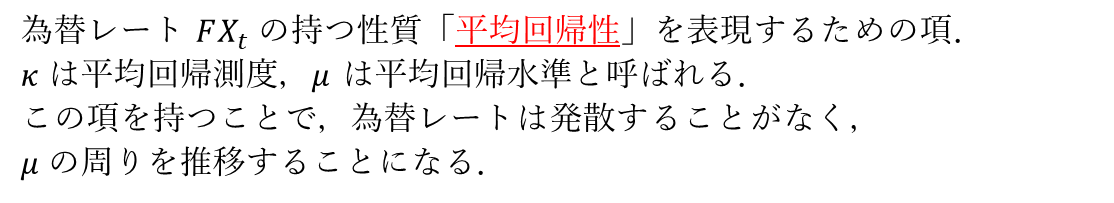 為替レート FXt の持つ性質「平均回帰性」を表現するための項．
κ は平均回帰測度，μ は平均回帰水準と呼ばれる．
この項を持つことで，為替レートは発散することがなく，
μ の周りを推移することになる．